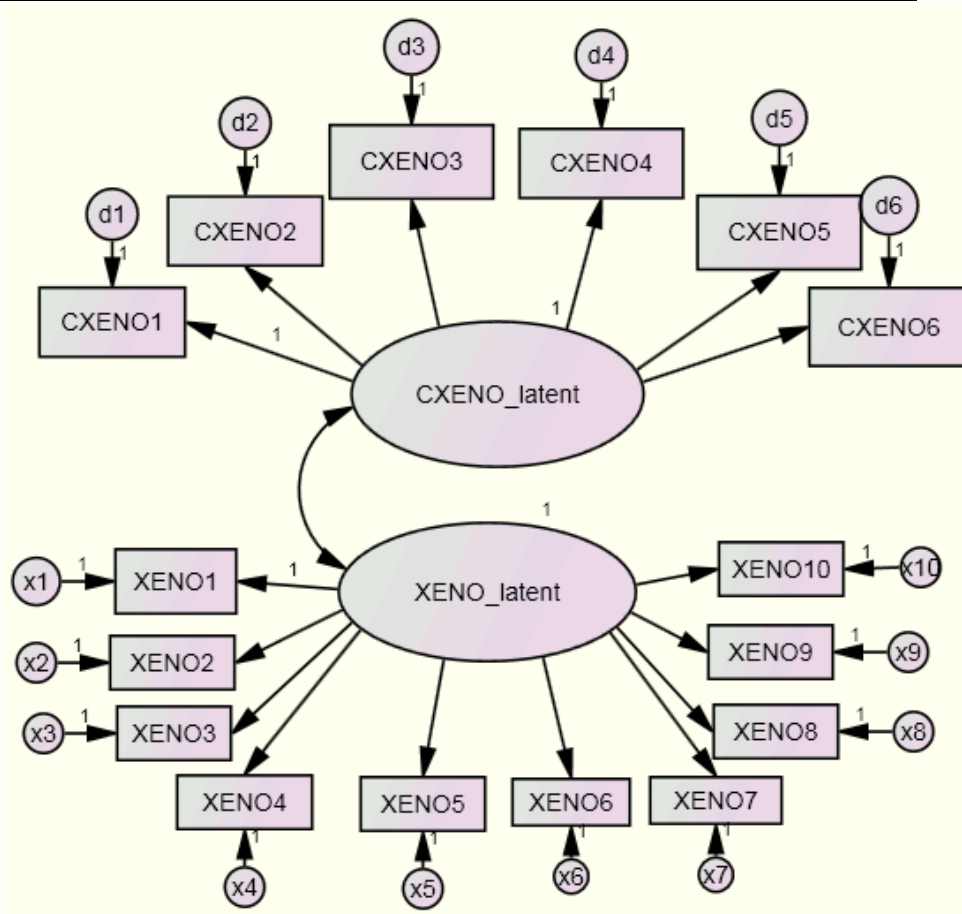 d3
d4
1
1
d2
d5
1
CXENO3
CXENO4
1
d1
d6
1
CXENO2
CXENO5
1
CXENO1
CXENO6
1
1
CXENO_latent
1
x1
1
XENO1
1
XENO_latent
XENO10
1
x10
x2
1
XENO2
XENO9
1
x9
x3
1
XENO3
XENO8
1
x8
XENO4
XENO5
XENO6
XENO7
1
1
1
1
x4
x5
x6
x7